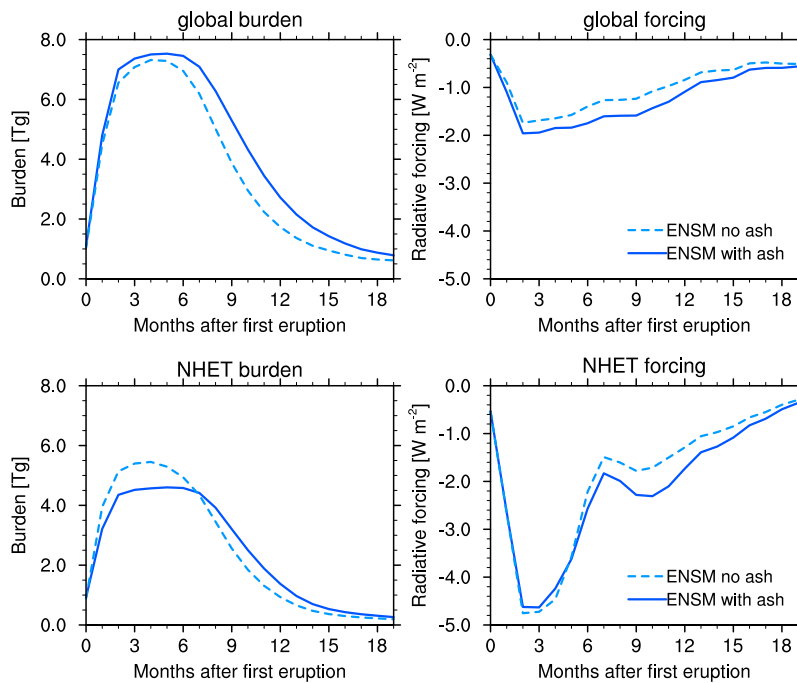 global burden
8.0
6.0
4.0
2.0
0.0
Burden [Tg]
0 3 6 9 12 15 18
Months after first eruption
global forcing
0.0
-1.0
-2.0
-3.0
-4.0
-5.0
Radiative forcing [W m⁻²]
ENSM no ash
ENSM with ash
0 3 6 9 12 15 18
Months after first eruption
NHET burden
8.0
6.0
4.0
2.0
0.0
Burden [Tg]
0 3 6 9 12 15 18
Months after first eruption
NHET forcing
0.0
-1.0
-2.0
-3.0
-4.0
-5.0
Radiative forcing [W m⁻²]
ENSM no ash
ENSM with ash
0 3 6 9 12 15 18
Months after first eruption